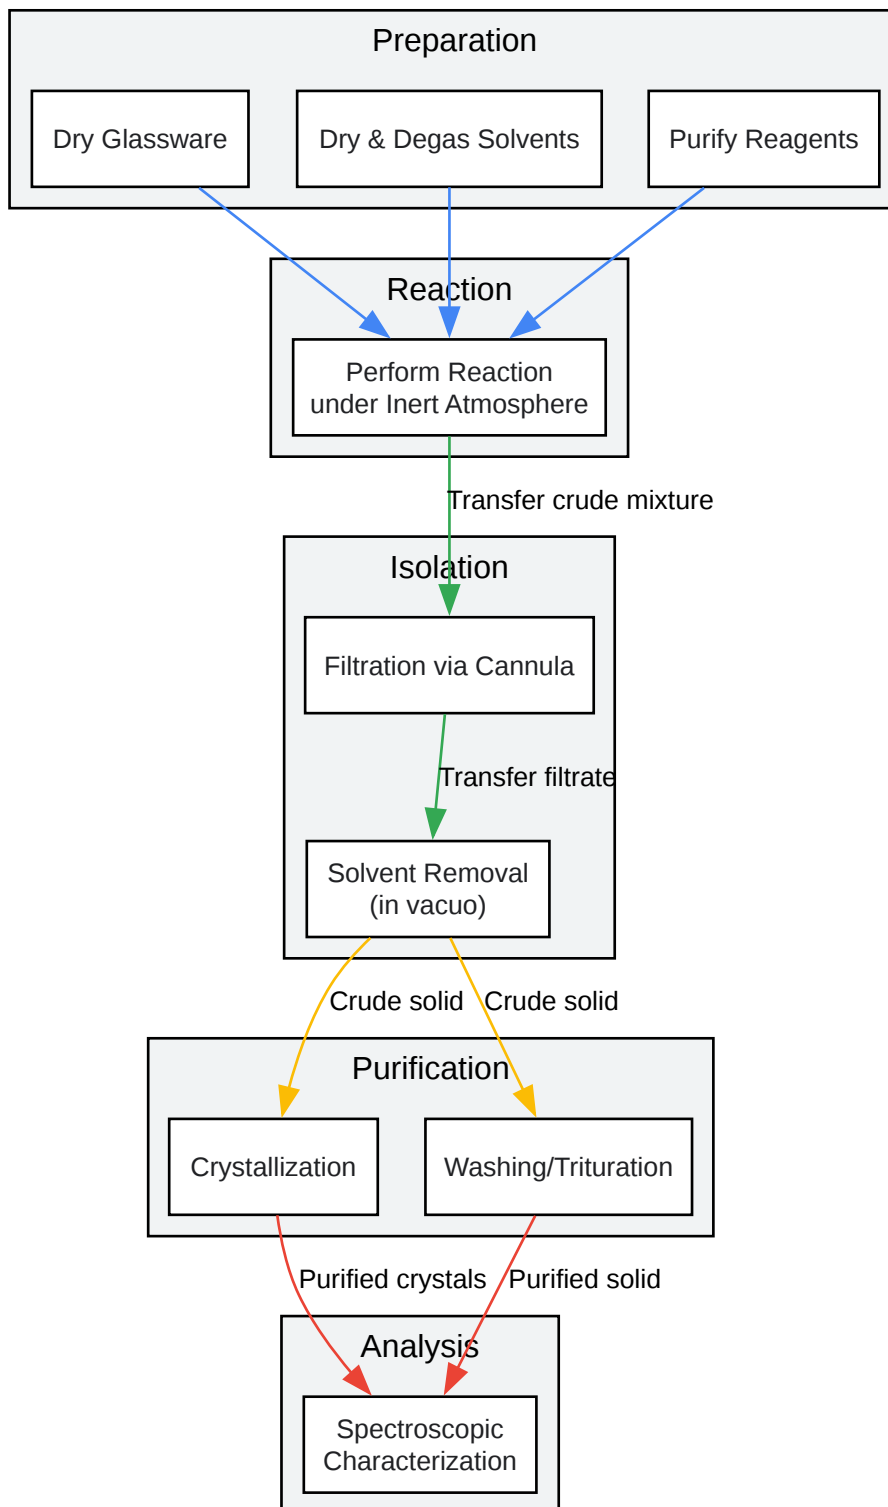 Preparation
Dry Glassware
Dry & Degas Solvents
Purify Reagents
Reaction
Perform Reaction
under Inert Atmosphere
Transfer crude mixture
Isolation
Filtration via Cannula
Transfer filtrate
Solvent Removal
(in vacuo)
Crude solid
Crude solid
Purification
Crystallization
Washing/Trituration
Purified crystals
Purified solid
Analysis
Spectroscopic
Characterization